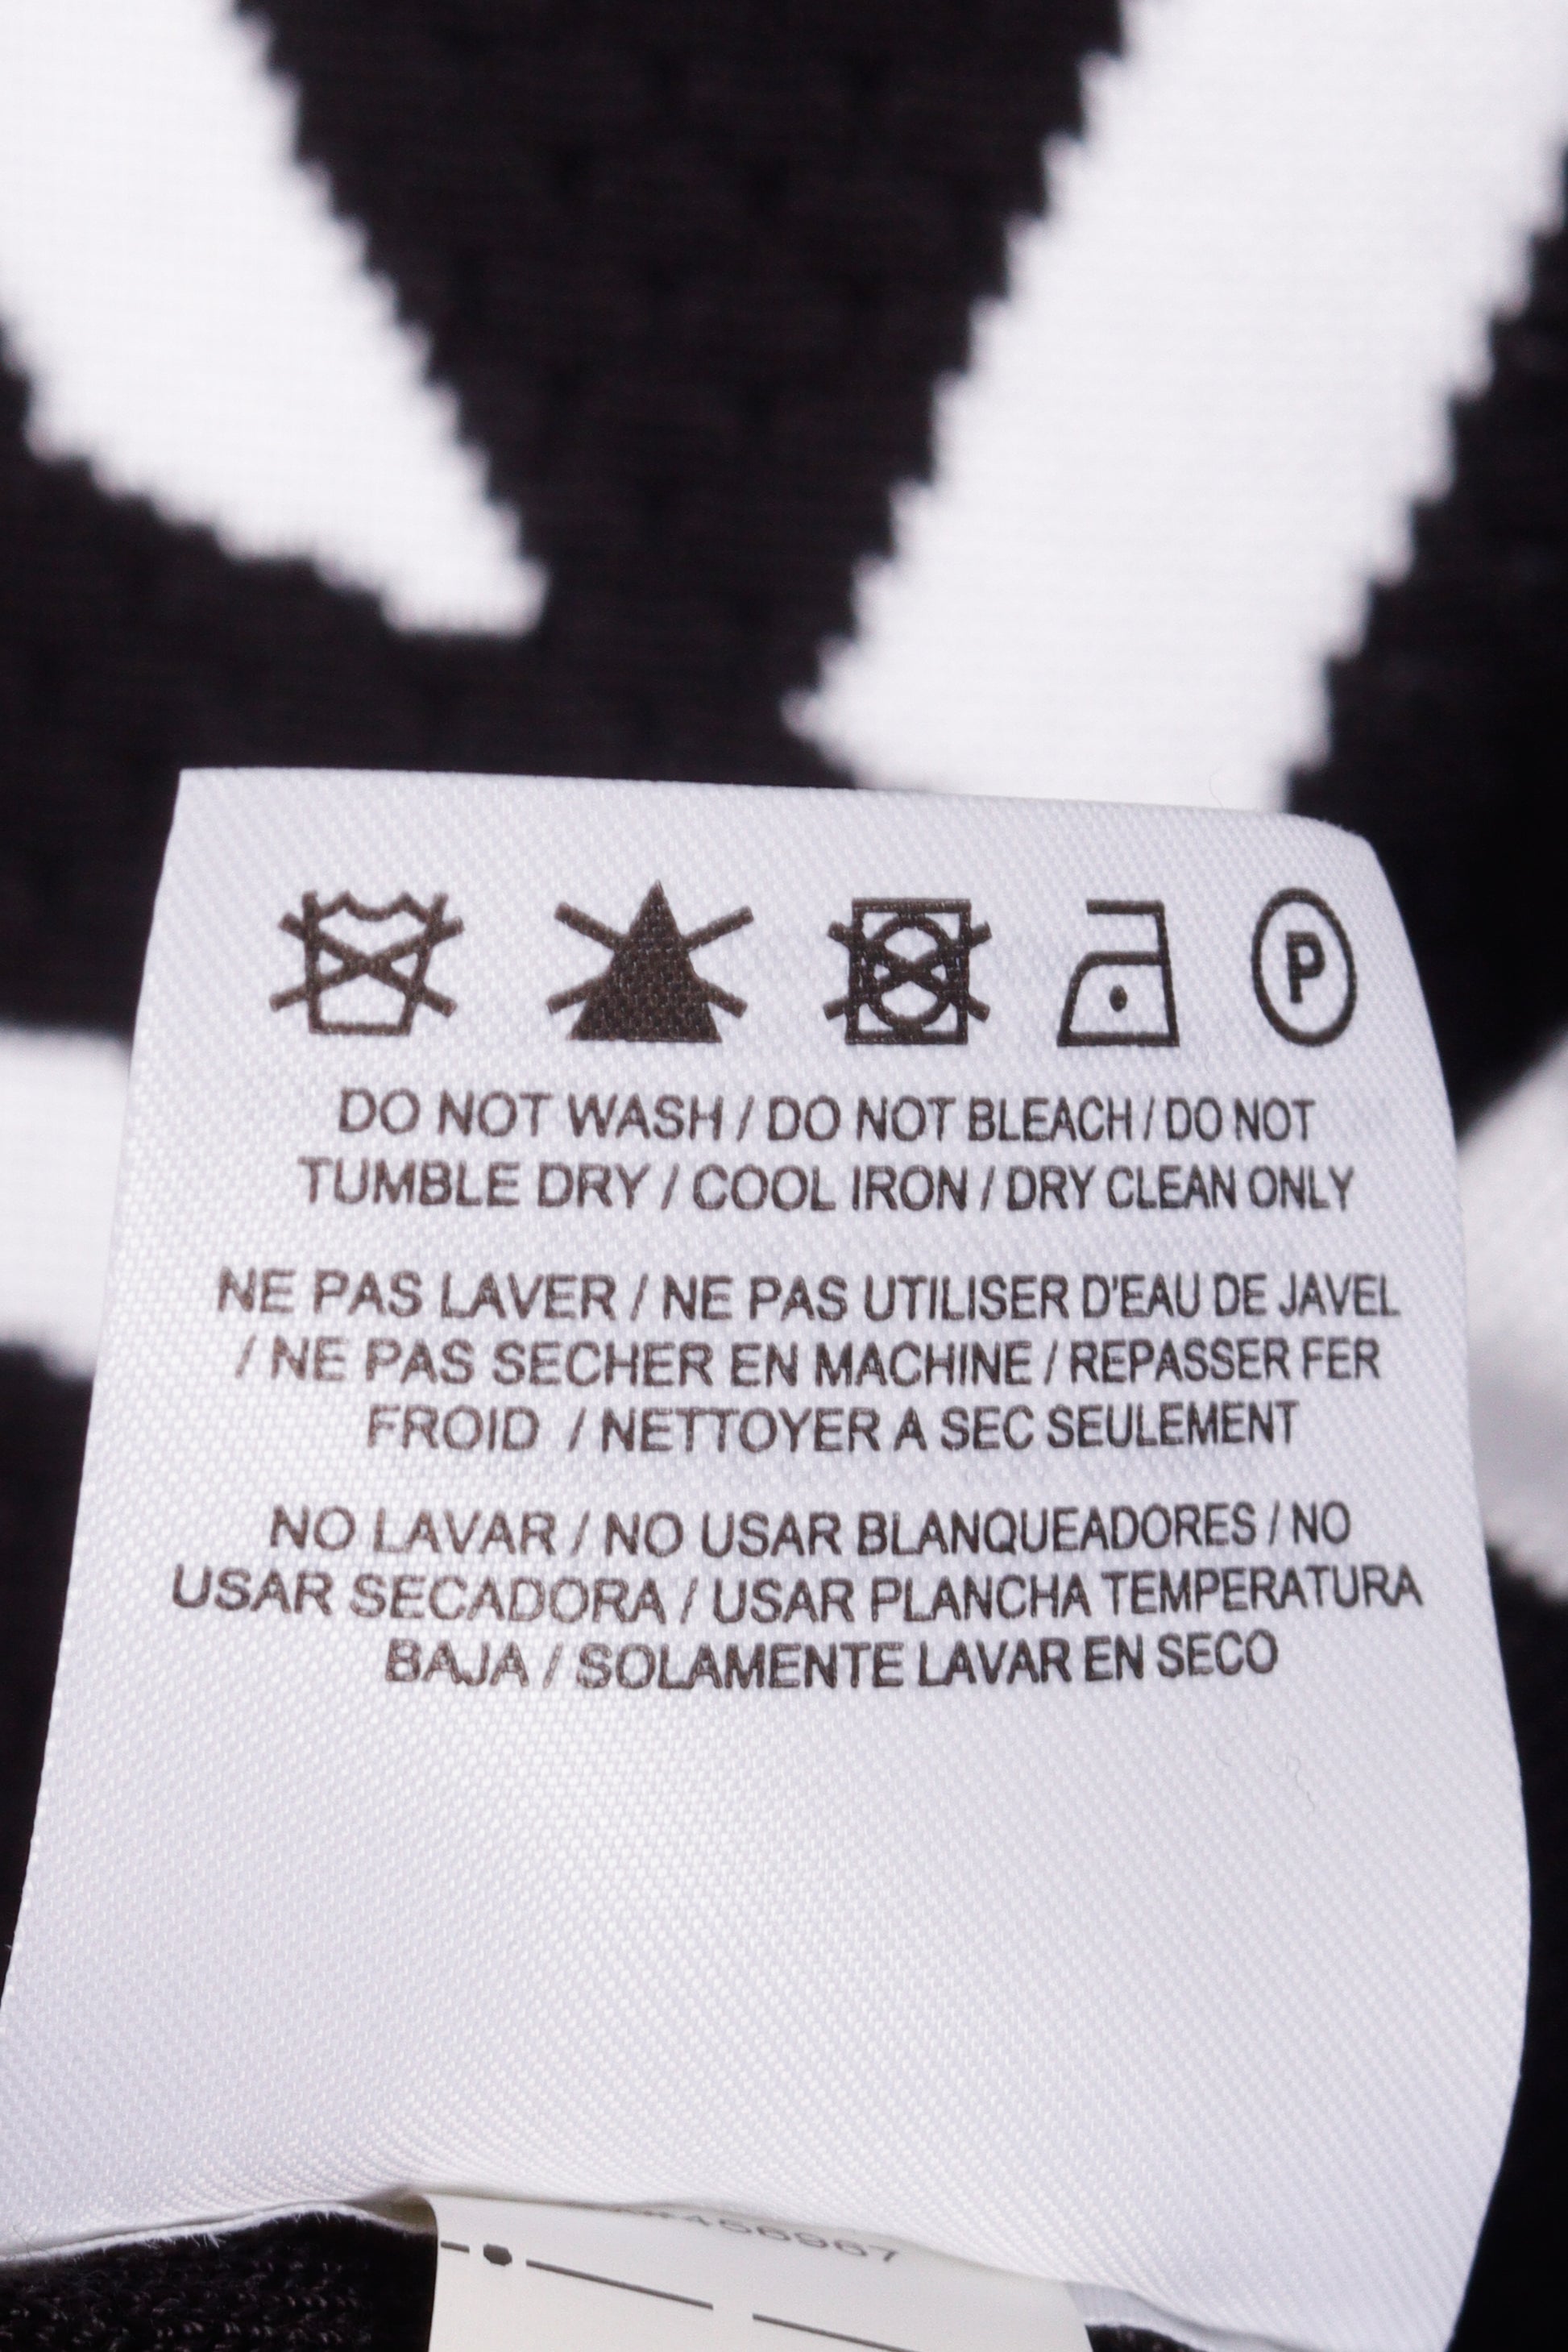 P
DO NOT WASH / DO NOT BLEACH / DO NOT
TUMBLE DRY / COOL IRON / DRY CLEAN ONLY
NE PAS LAVER / NE PAS UTILISER D'EAU DE JAVEL
/ NE PAS SECHER EN MACHINE / REPASSER FER
FROID / NETTOYER A SEC SEULEMENT
NO LAVAR / NO USAR BLANQUEADORES / NO
USAR SECADORA / USAR PLANCHA TEMPERATURA
BAJA / SOLAMENTE LAVAR EN SECO